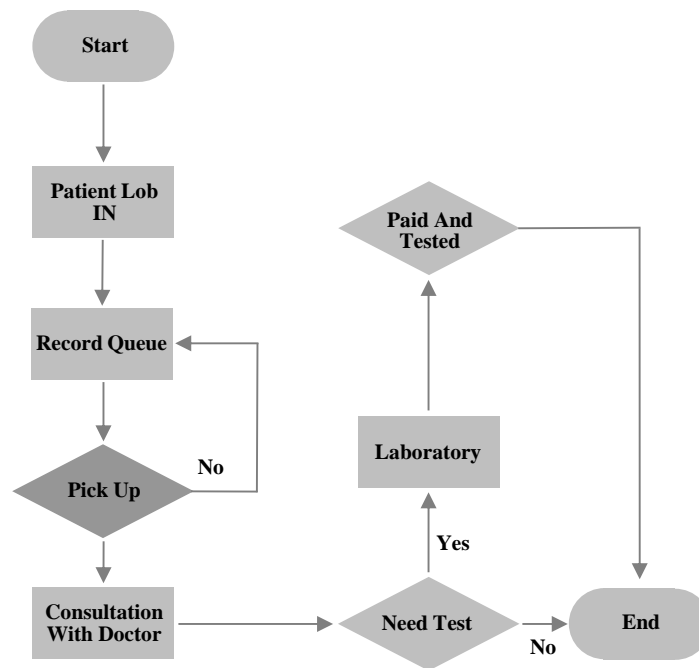 Start
Patient Lob
IN
Record Queue
No
Pick Up
Consultation
With Doctor
Need Test
Yes
No
Laboratory
Paid And
Tested
End